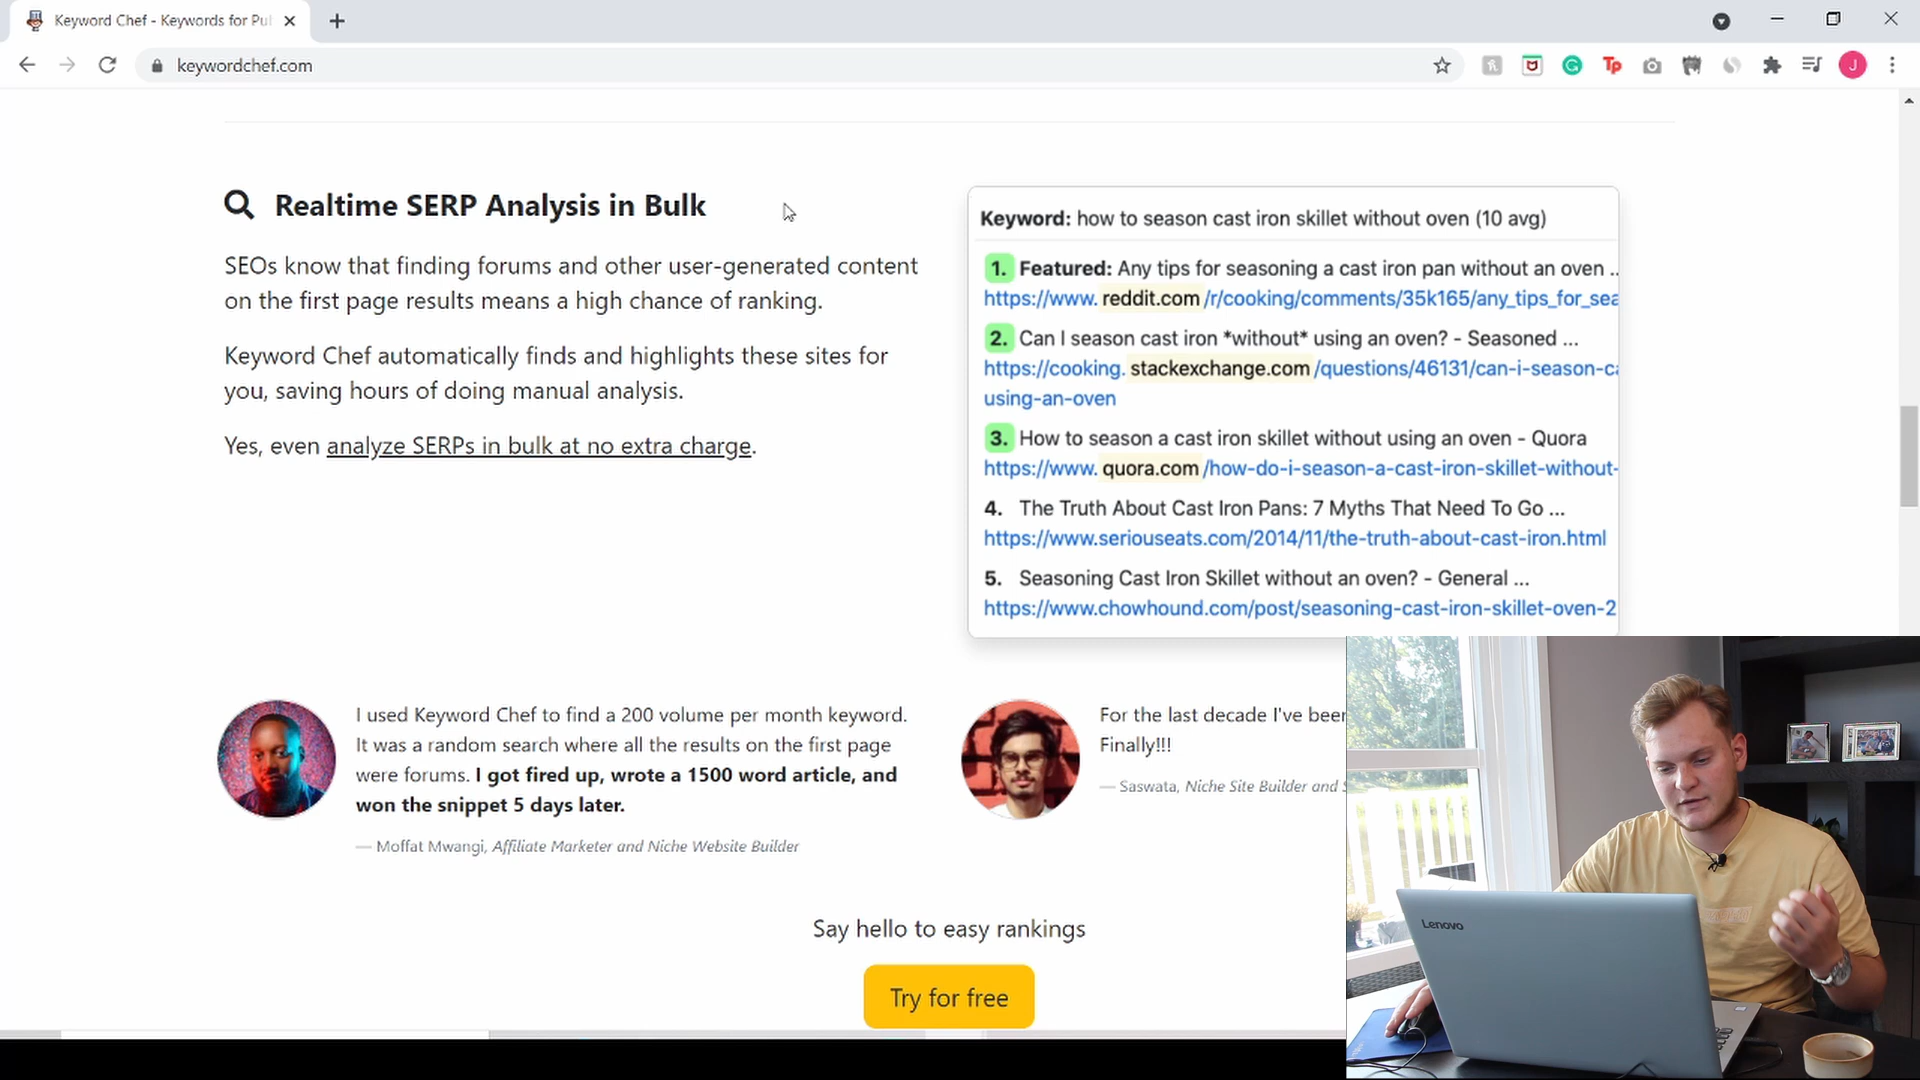 Keyword Chef - Keywords for Pu
keywordchef.com
J
Realtime SERP Analysis in Bulk
SEOs know that finding forums and other user-generated content
on the first page results means a high chance of ranking.
Keyword Chef automatically finds and highlights these sites for
you, saving hours of doing manual analysis.
Yes, even analyze SERPs in bulk at no extra charge.
Keyword: how to season cast iron skillet without oven (10 avg)
1. Featured: Any tips for seasoning a cast iron pan without an oven ..
https://www.reddit.com/r/cooking/comments/35k165/any_tips_for_sea
2. Can I season cast iron *without* using an oven? - Seasoned ...
https://cooking.stackexchange.com/questions/46131/can-i-season-ca
using-an-oven
3. How to season a cast iron skillet without using an oven - Quora
https://www.quora.com/how-do-i-season-a-cast-iron-skillet-without-
4. The Truth About Cast Iron Pans: 7 Myths That Need To Go ...
https://www.seriouseats.com/2014/11/the-truth-about-cast-iron.html
5. Seasoning Cast Iron Skillet without an oven? - General ...
https://www.chowhound.com/post/seasoning-cast-iron-skillet-oven-2
I used Keyword Chef to find a 200 volume per month keyword.
It was a random search where all the results on the first page
were forums. I got fired up, wrote a 1500 word article, and
won the snippet 5 days later.
— Moffat Mwangi, Affiliate Marketer and Niche Website Builder
For the last decade I've been
Finally!!!
— Saswata, Niche Site Builder and S
Say hello to easy rankings
Try for free
Lenovo